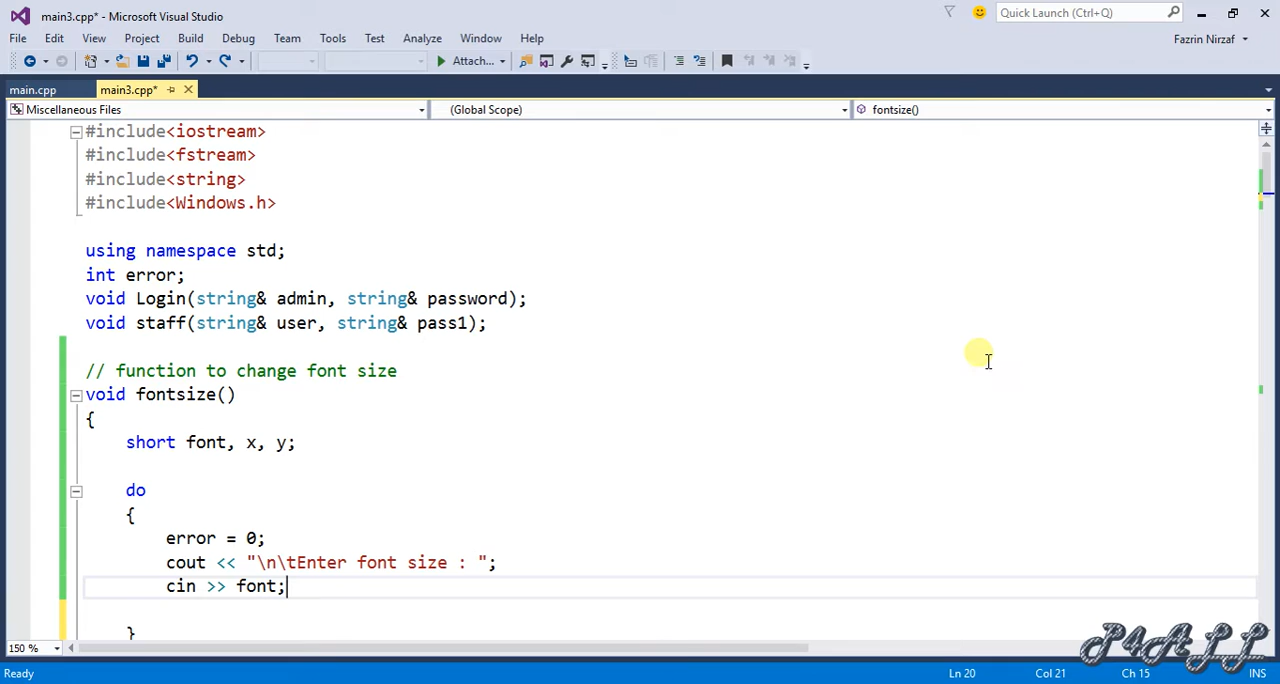 main3.cpp* - Microsoft Visual Studio
Quick Launch (Ctrl+Q)
File Edit View Project Build Debug Team Tools Test Analyze Window Help
Fazrin Nirzaf
Attach...
main.cpp main3.cpp*
Miscellaneous Files (Global Scope) fontsize()
#include<iostream>
#include<fstream>
#include<string>
#include<Windows.h>
using namespace std;
int error;
void Login(string& admin, string& password);
void staff(string& user, string& pass1);
// function to change font size
void fontsize()
{
short font, x, y;
do
{
error = 0;
cout << "\n\tEnter font size : ";
cin >> font;
}
150 %
P4ALL
Ready Ln 20 Col 21 Ch 15 INS